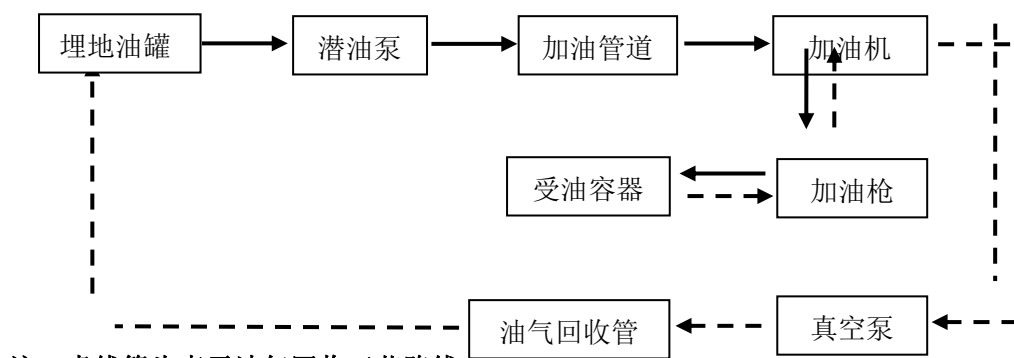 埋地油罐
潜油泵
加油管道
加油机
受油容器
加油枪
油气回收管
真空泵